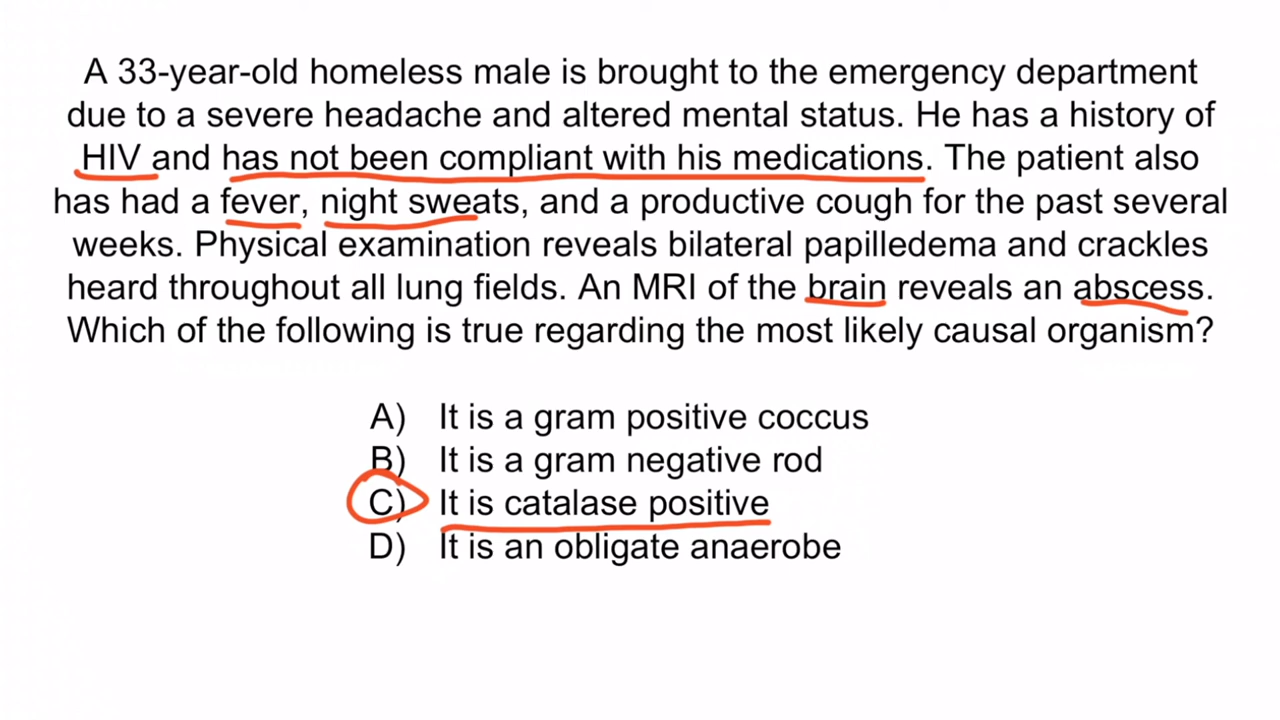 A 33-year-old homeless male is brought to the emergency department
due to a severe headache and altered mental status. He has a history of
HIV and has not been compliant with his medications. The patient also
has had a fever, night sweats, and a productive cough for the past several
weeks. Physical examination reveals bilateral papilledema and crackles
heard throughout all lung fields. An MRI of the brain reveals an abscess.
Which of the following is true regarding the most likely causal organism?
A) It is a gram positive coccus
B) It is a gram negative rod
C) It is catalase positive
D) It is an obligate anaerobe